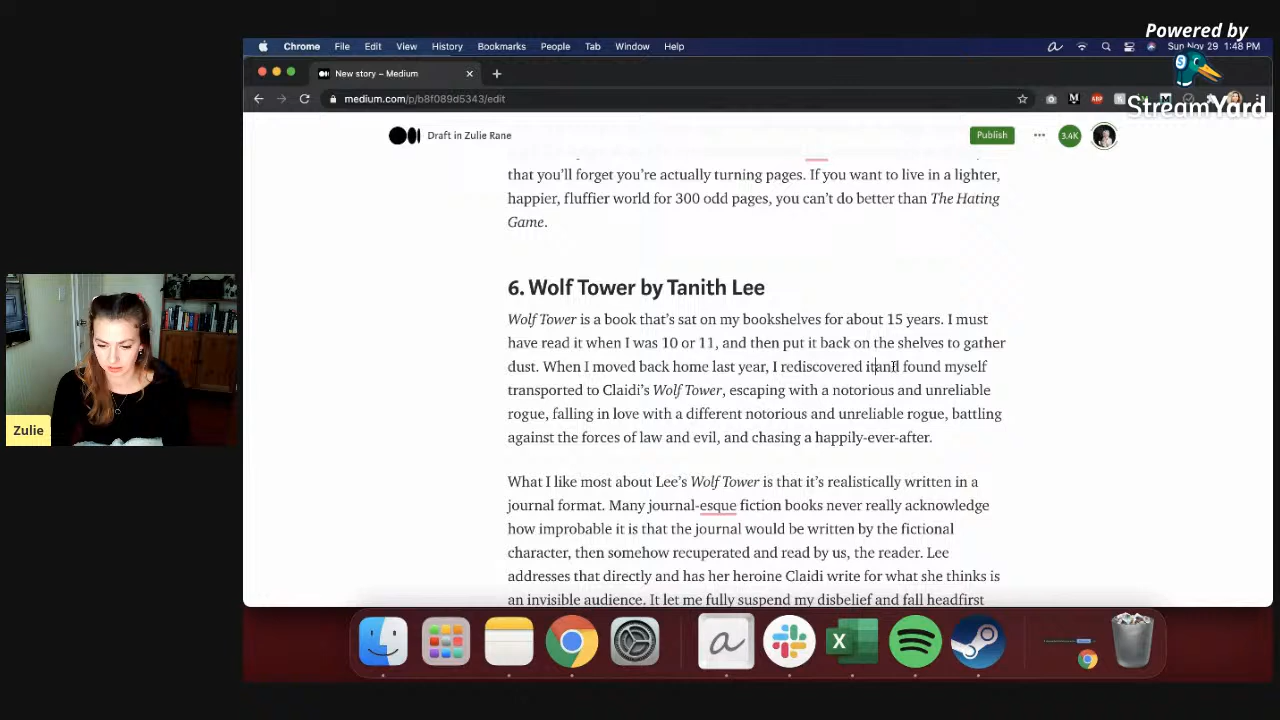 Powered by
StreamYard
Chrome File Edit View History Bookmarks People Tab Window Help
Sun Nov 29 1:48 PM
New story – Medium
medium.com/p/b8f089d5343/edit
Draft in Zulie Rane
Publish
3.4K
that you'll forget you're actually turning pages. If you want to live in a lighter,
happier, fluffier world for 300 odd pages, you can't do better than The Hating
Game.
6. Wolf Tower by Tanith Lee
Wolf Tower is a book that's sat on my bookshelves for about 15 years. I must
have read it when I was 10 or 11, and then put it back on the shelves to gather
dust. When I moved back home last year, I rediscovered itand found myself
transported to Claidi's Wolf Tower, escaping with a notorious and unreliable
rogue, falling in love with a different notorious and unreliable rogue, battling
against the forces of law and evil, and chasing a happily-ever-after.
What I like most about Lee's Wolf Tower is that it's realistically written in a
journal format. Many journal-esque fiction books never really acknowledge
how improbable it is that the journal would be written by the fictional
character, then somehow recuperated and read by us, the reader. Lee
addresses that directly and has her heroine Claidi write for what she thinks is
an invisible audience. It let me fully suspend my disbelief and fall headfirst
Zulie